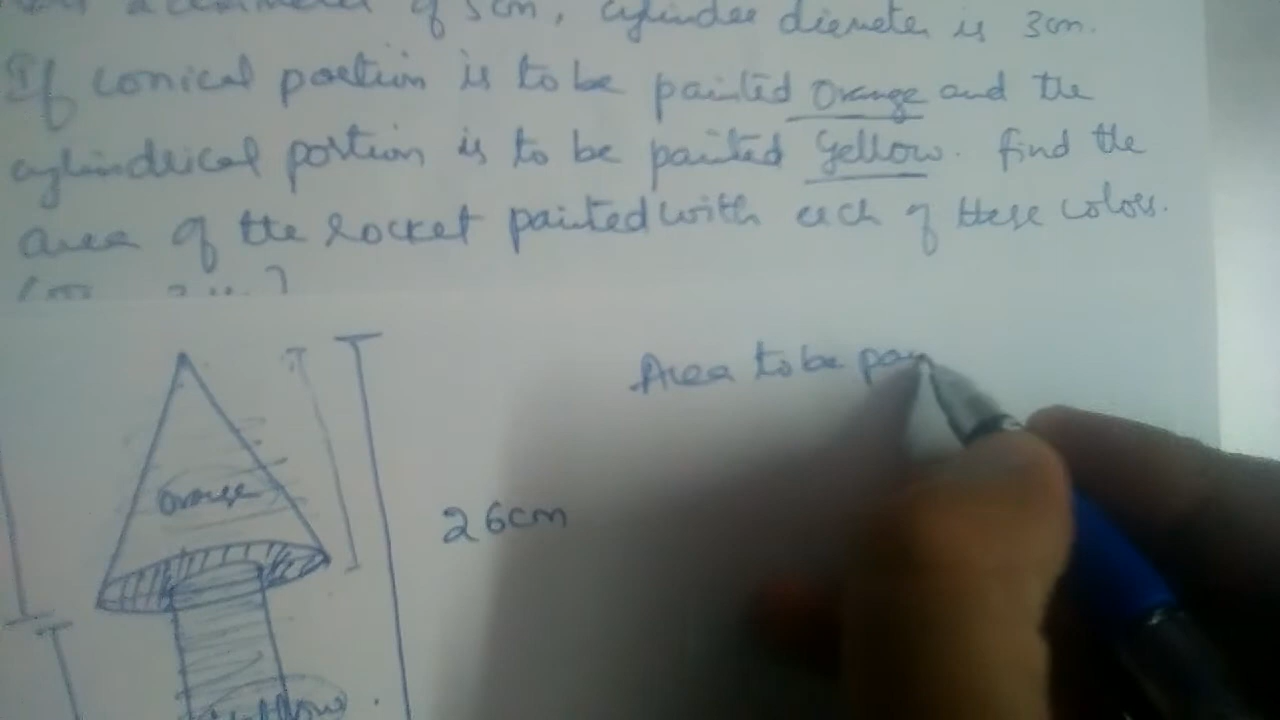 of 5cm, cylinder diameter is 3cm.
If conical portion is to be painted Orange and the
cylindrical portion is to be painted yellow. find the
area of the rocket painted with each of these colors.
Area to be pa
Orange
26cm